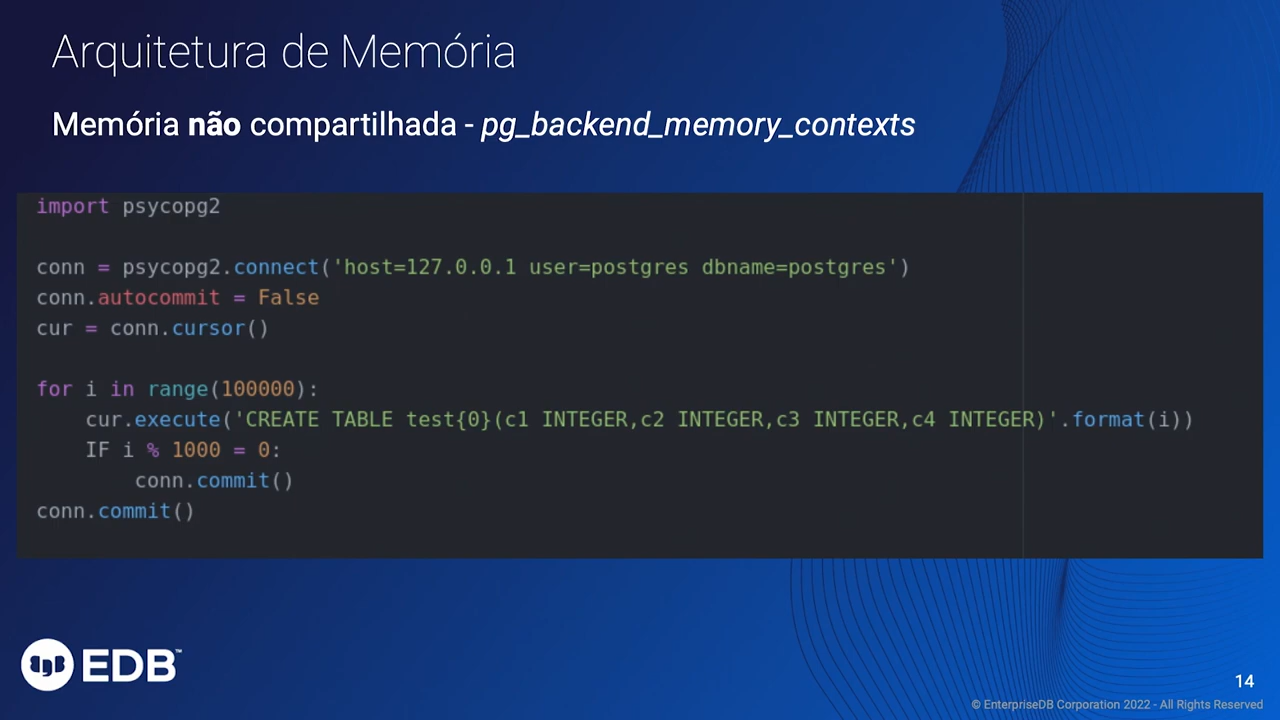 Arquitetura de Memória
Memória não compartilhada - pg_backend_memory_contexts
import psycopg2
conn = psycopg2.connect('host=127.0.0.1 user=postgres dbname=postgres')
conn.autocommit = False
cur = conn.cursor()
for i in range(100000):
    cur.execute('CREATE TABLE test{0}(c1 INTEGER,c2 INTEGER,c3 INTEGER,c4 INTEGER)'.format(i))
    IF i % 1000 = 0:
        conn.commit()
conn.commit()
EDB™
14
© EnterpriseDB Corporation 2022 - All Rights Reserved